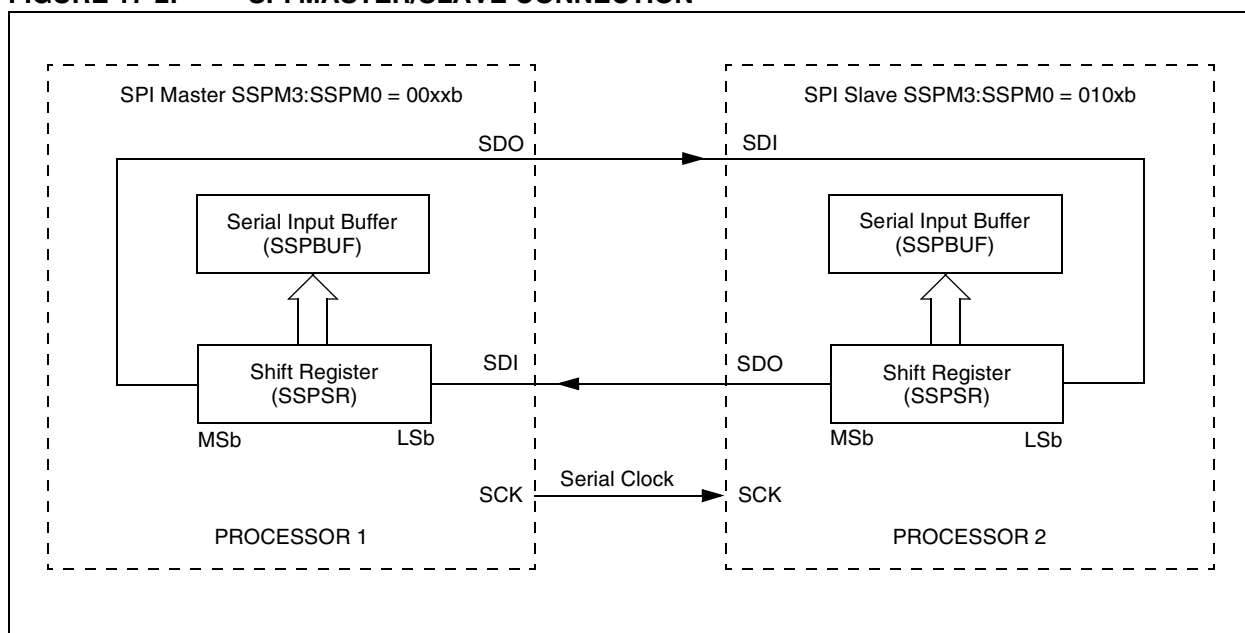 SPI Master SSPM3:SSPM0 = 00xxb
SPI Slave SSPM3:SSPM0 = 010xb
SDO
SDI
Serial Input Buffer
(SSPBUF)
Serial Input Buffer
(SSPBUF)
Shift Register
(SSPSR)
SDI
SDO
Shift Register
(SSPSR)
MSb
LSb
MSb
LSb
SCK
Serial Clock
SCK
PROCESSOR 1
PROCESSOR 2